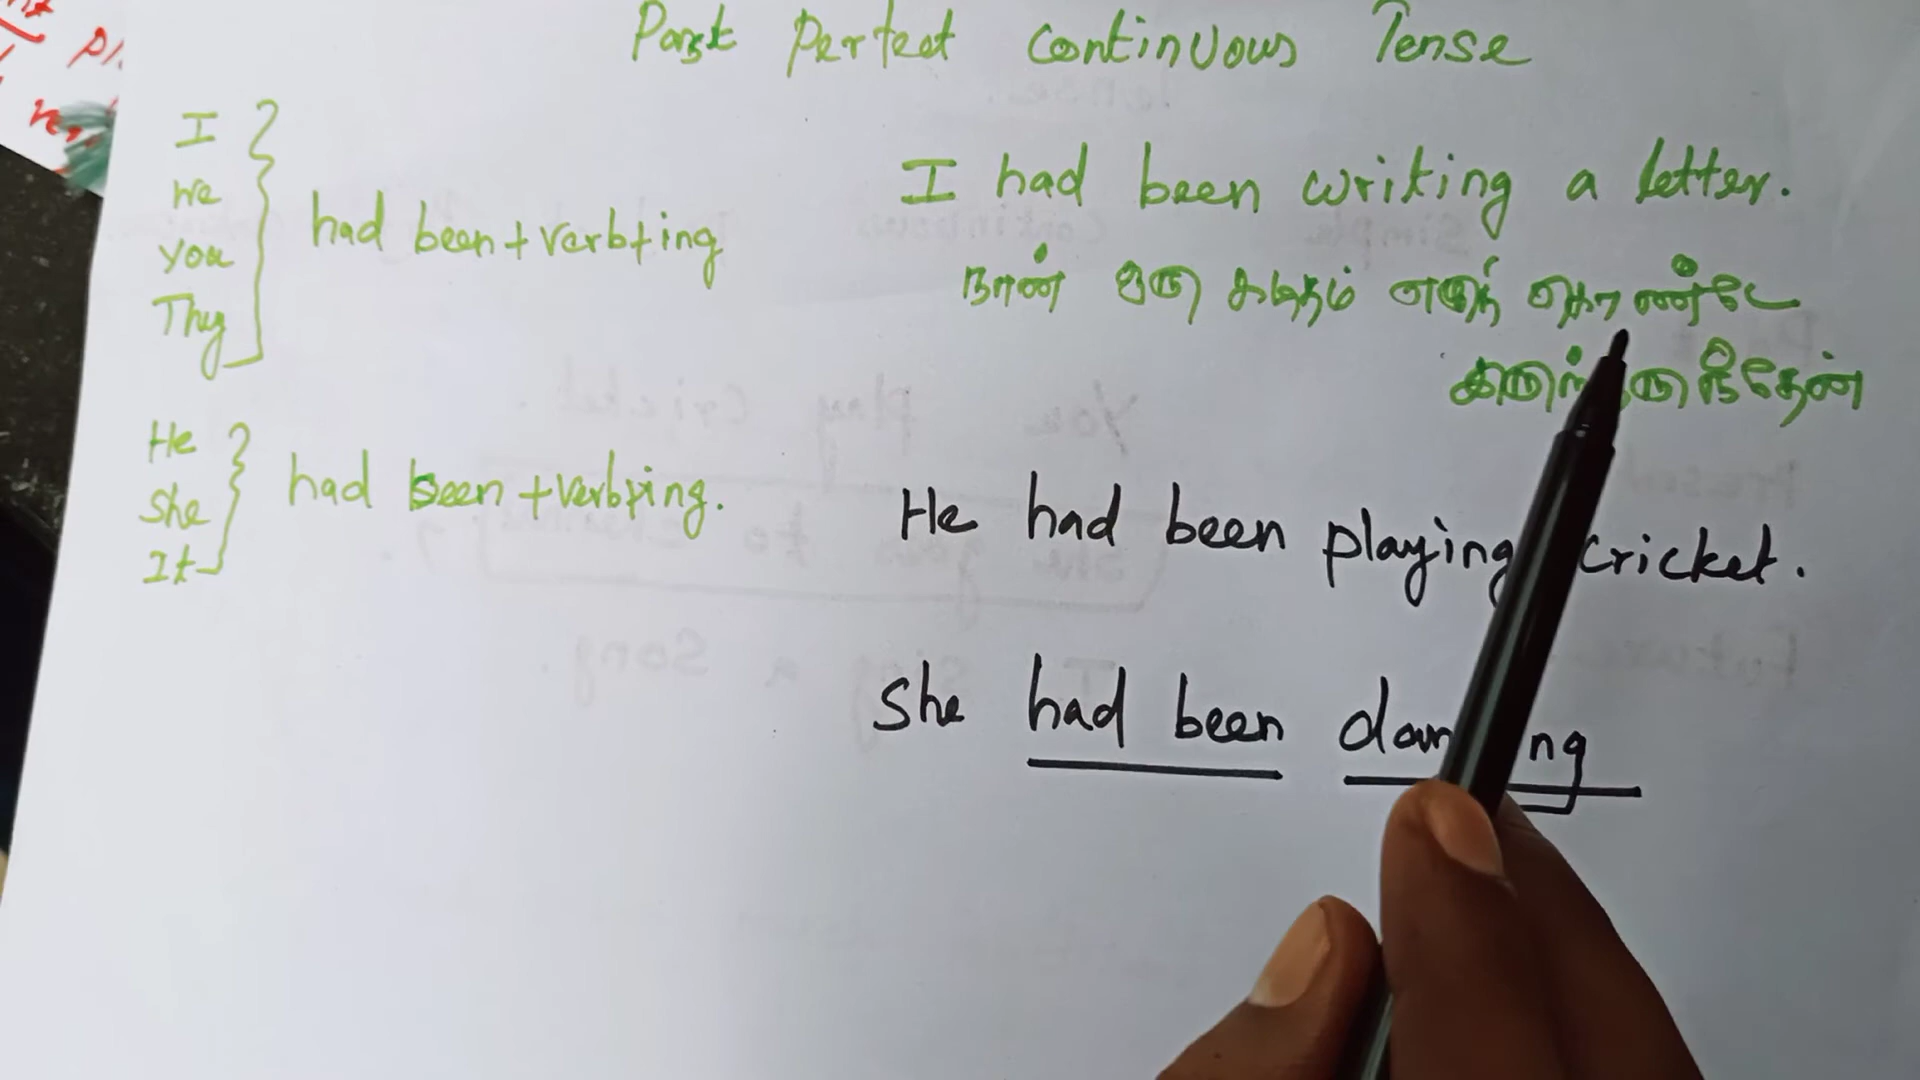 Past Perfect Continuous Tense
I
we
you
They
had been + verb + ing
I had been writing a letter.
நான் ஒரு கடிதம் எழுதி கொண்டே
இருந்திருந்தேன்
He
She
It
had been + verb + ing.
He had been playing cricket.
She had been